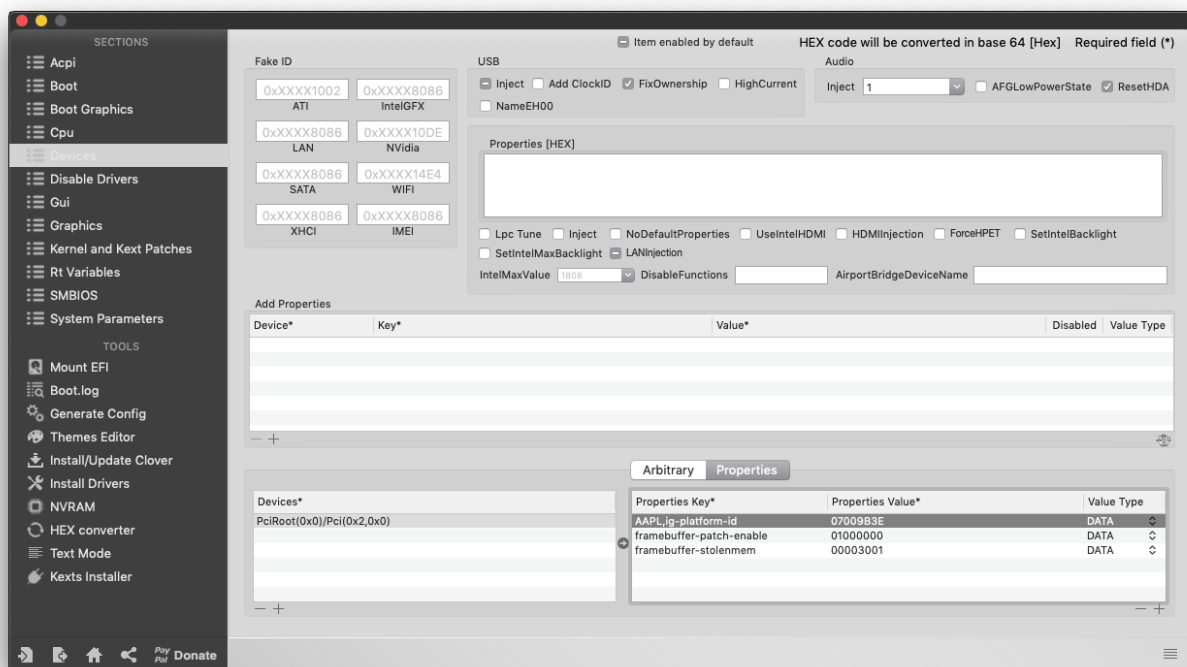 SECTIONS
Acpi
Boot
Boot Graphics
Cpu
Devices
Disable Drivers
Gui
Graphics
Kernel and Kext Patches
Rt Variables
SMBIOS
System Parameters
TOOLS
Mount EFI
Boot.log
Generate Config
Themes Editor
Install/Update Clover
Install Drivers
NVRAM
HEX converter
Text Mode
Kexts Installer
Pay Pal Donate
Item enabled by default HEX code will be converted in base 64 [Hex] Required field (*)
Fake ID
0xXXXX1002 0xXXXX8086
ATI IntelGFX
0xXXXX8086 0xXXXX10DE
LAN NVidia
0xXXXX8086 0xXXXX14E4
SATA WIFI
0xXXXX8086 0xXXXX8086
XHCI IMEI
USB
Inject Add ClockID FixOwnership HighCurrent
NameEH00
Audio
Inject 1 AFGLowPowerState ResetHDA
Properties [HEX]
Lpc Tune Inject NoDefaultProperties UseIntelHDMI HDMIInjection ForceHPET SetIntelBacklight
SetIntelMaxBacklight LANInjection
IntelMaxValue 1808 DisableFunctions AirportBridgeDeviceName
Add Properties
Device* Key* Value* Disabled Value Type
Arbitrary Properties
Devices*
PciRoot(0x0)/Pci(0x2,0x0)
Properties Key* Properties Value* Value Type
AAPL,ig-platform-id 07009B3E DATA
framebuffer-patch-enable 01000000 DATA
framebuffer-stolenmem 00003001 DATA